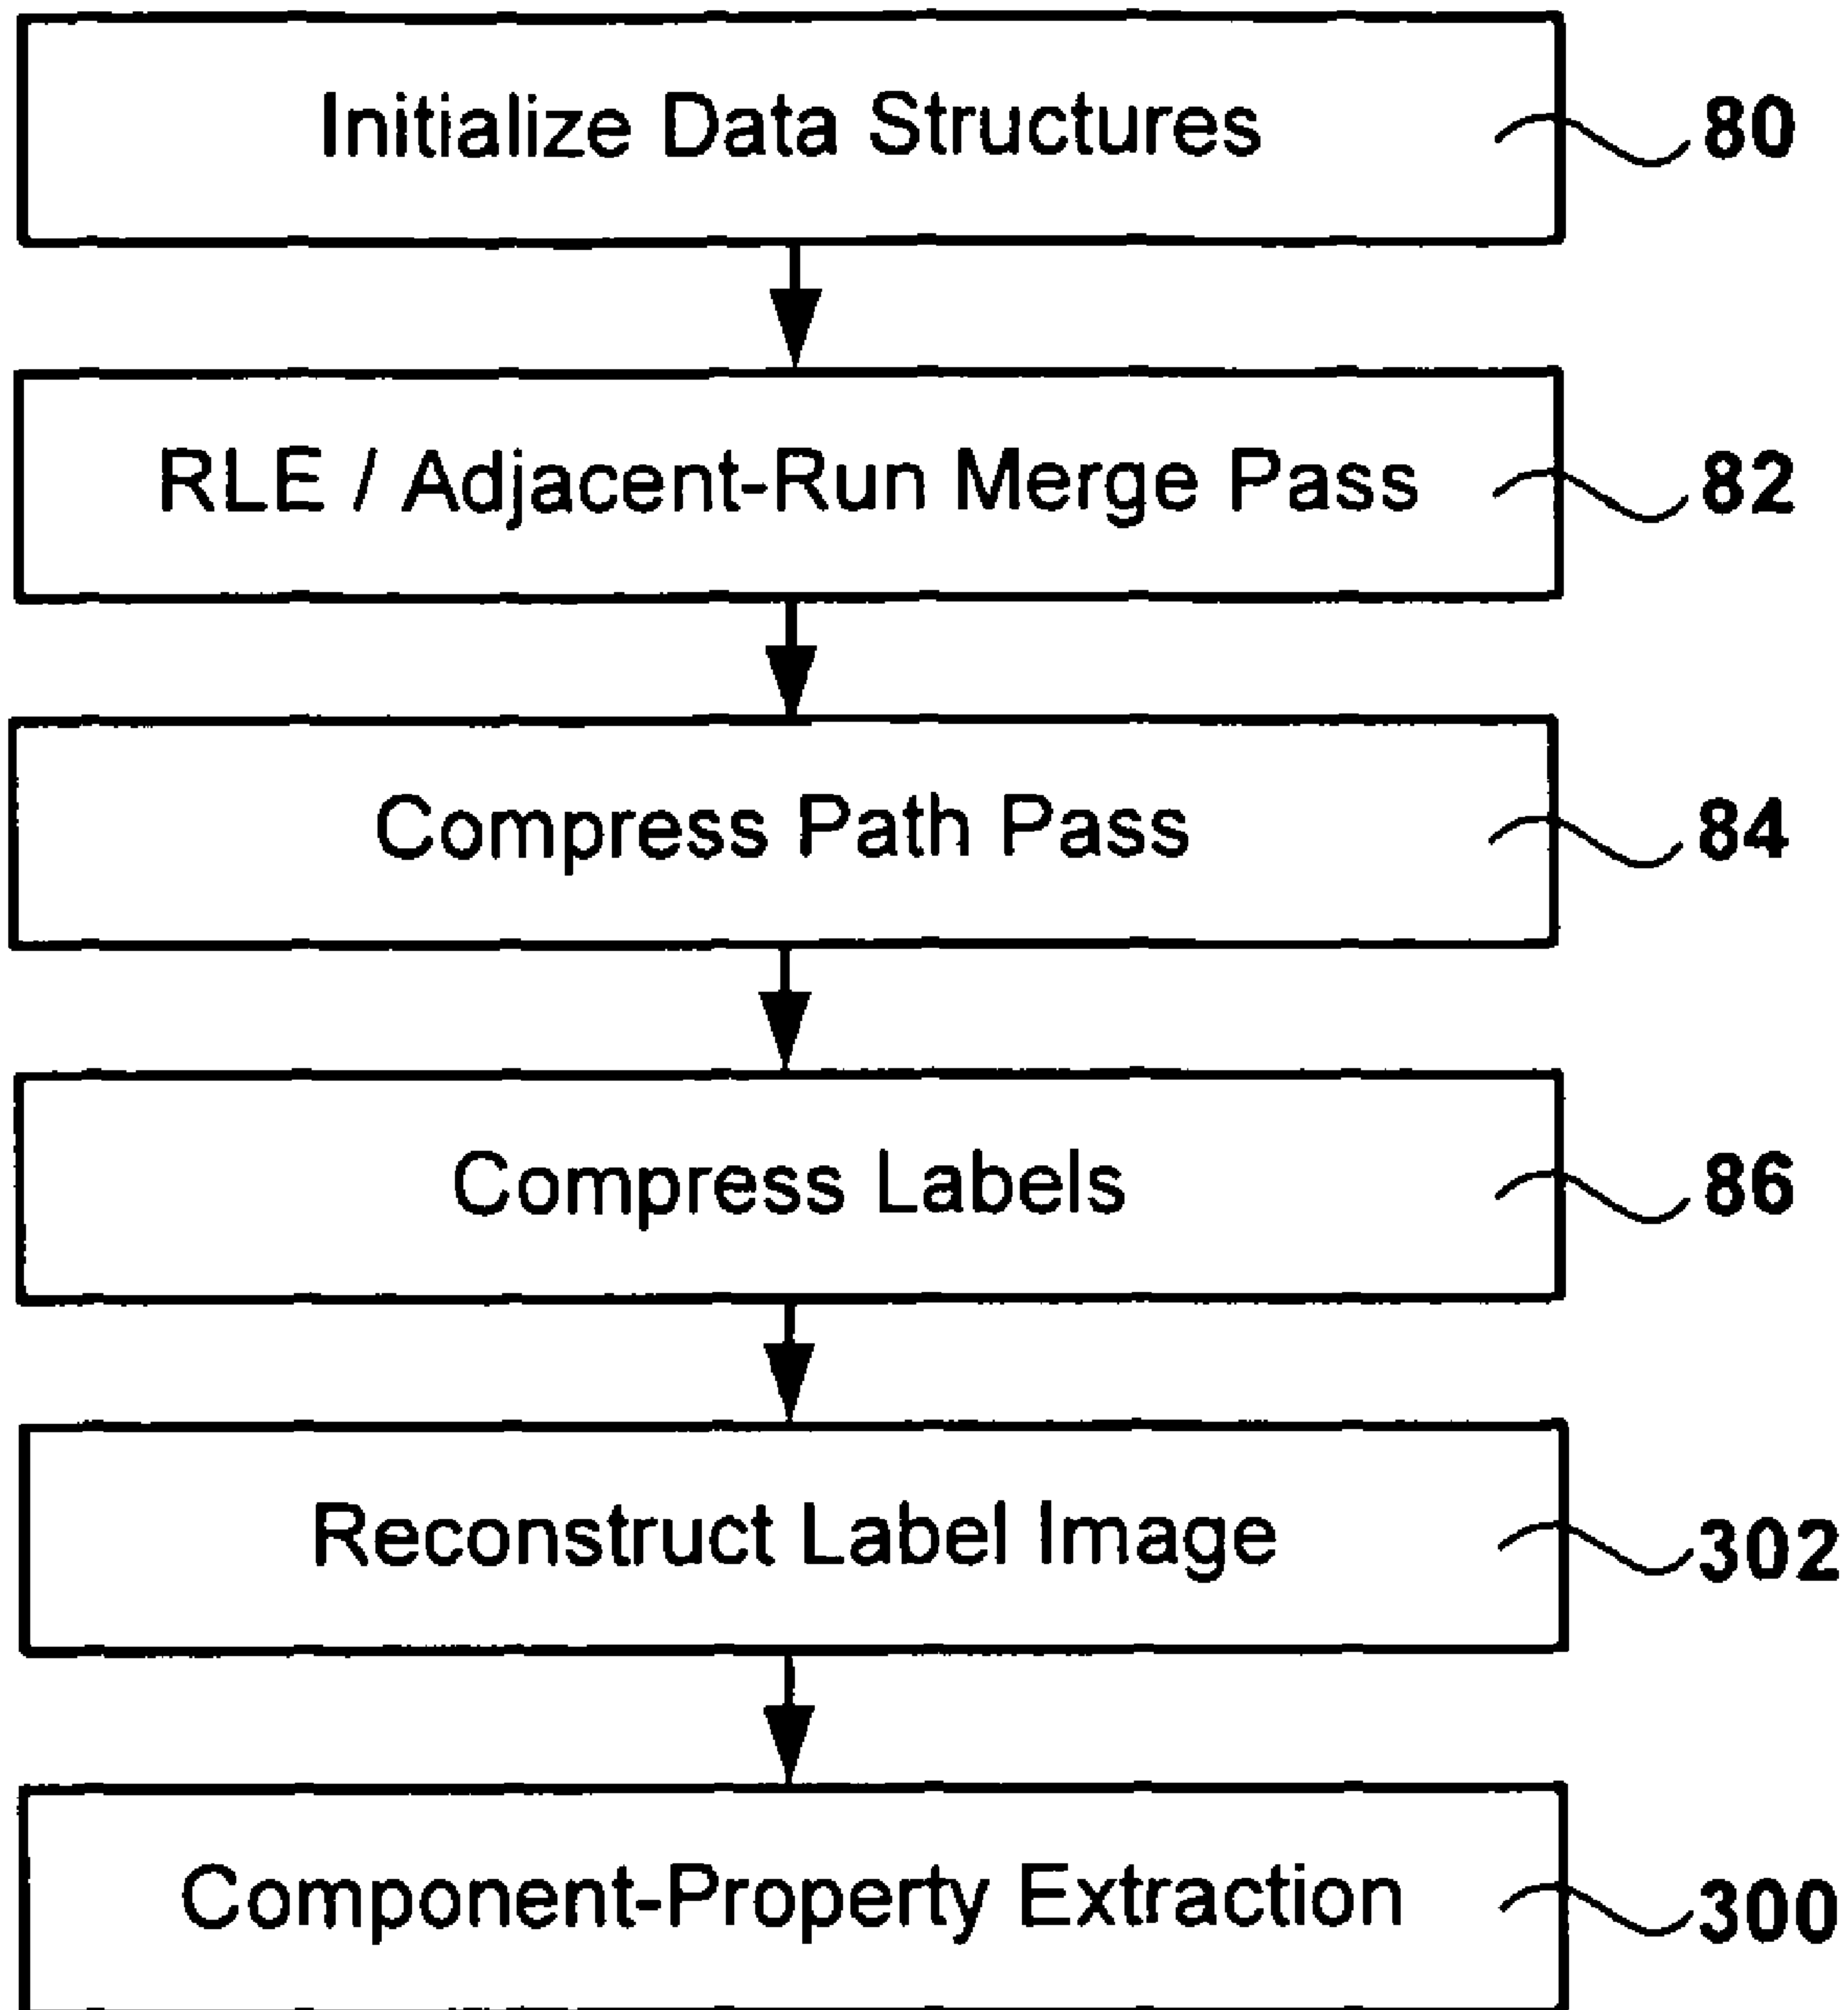 Initialize Data Structures 80
RLE / Adjacent-Run Merge Pass 82
Compress Path Pass 84
Compress Labels 86
Reconstruct Label Image 302
Component-Property Extraction 300